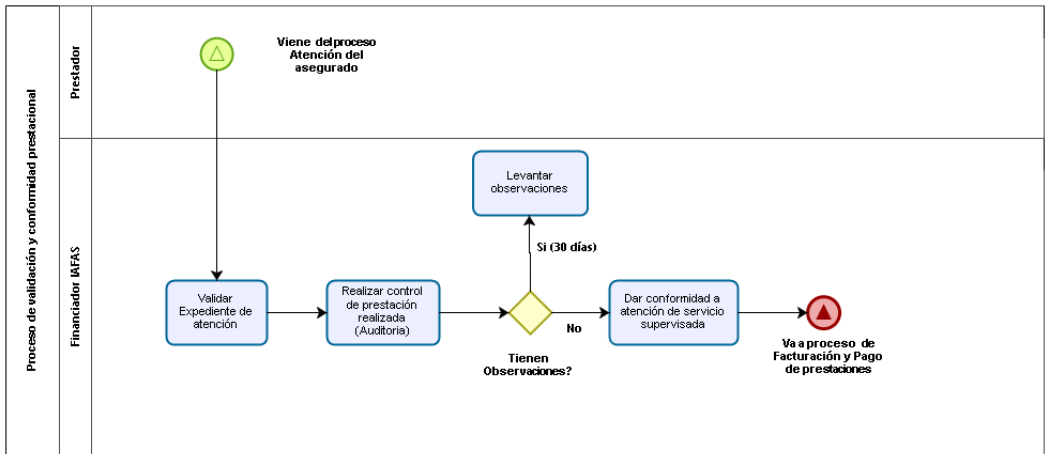 Proceso de validación y conformidad prestacional
Prestador
Viene del proceso
Atención del
asegurado
Financiador IAFAS
Levantar
observaciones
Si (30 días)
Validar
Expediente de
atención
Realizar control
de prestación
realizada
(Auditoria)
Tienen
Observaciones?
No
Dar conformidad a
atención de servicio
supervisada
Va a proceso de
Facturación y Pago
de prestaciones